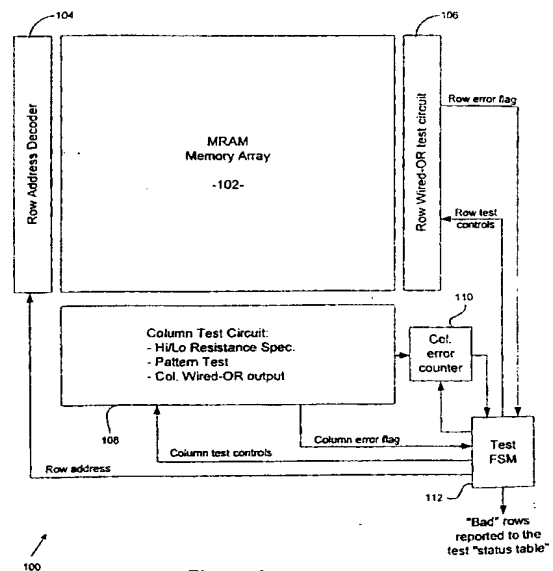 104
106
Row Address Decoder
MRAM
Memory Array
-102-
Row Wired-OR test circuit
Row error flag
Row test
controls
110
Column Test Circuit:
- Hi/Lo Resistance Spec.
- Pattern Test
- Col. Wired-OR output
Col.
error
counter
108
Column error flag
Test
FSM
Column test controls
Row address
112
"Bad" rows
reported to the
test "status table"
100